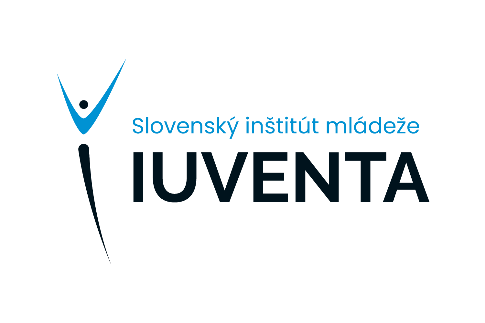 Slovenský inštitút mládeže
IUVENTA